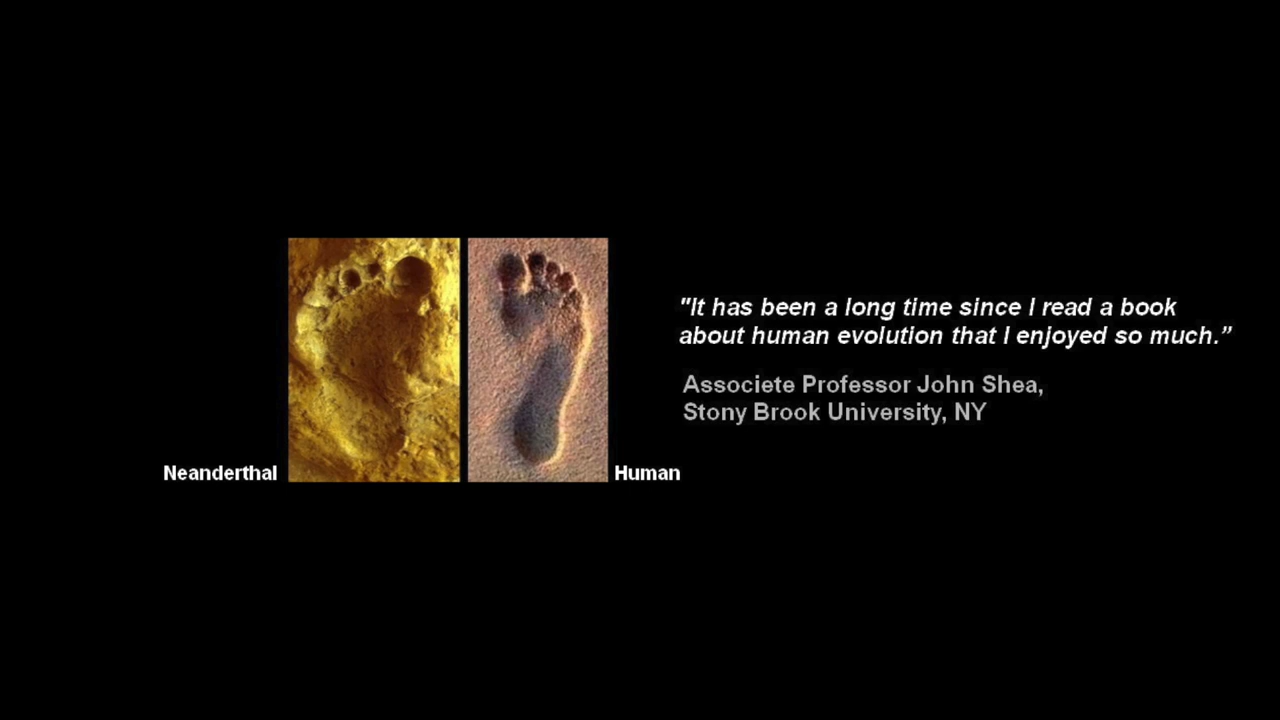 "It has been a long time since I read a book
about human evolution that I enjoyed so much.”
Associete Professor John Shea,
Stony Brook University, NY
Neanderthal
Human